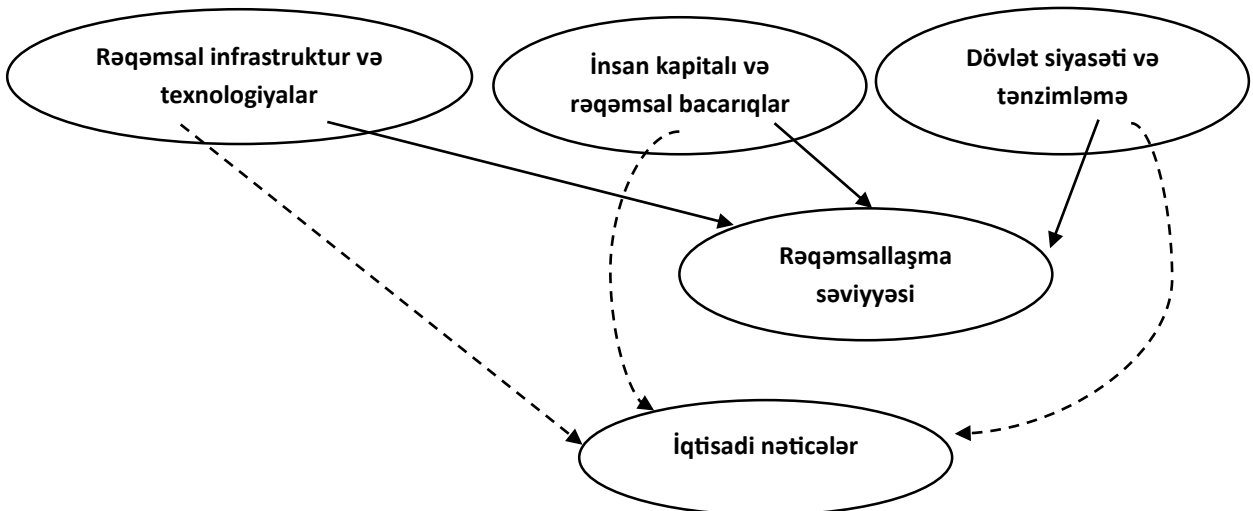 Rəqəmsal infrastruktur və
texnologiyalar
İnsan kapitalı və
rəqəmsal bacarıqlar
Dövlət siyasəti və
tənzimləmə
Rəqəmsallaşma
səviyyəsi
İqtisadi nəticələr